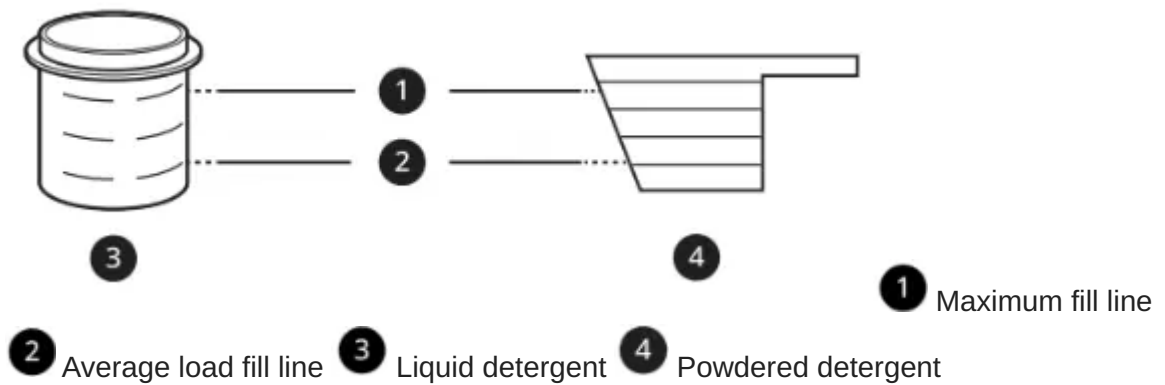 1
2
3 4
1 Maximum fill line
2 Average load fill line 3 Liquid detergent 4 Powdered detergent